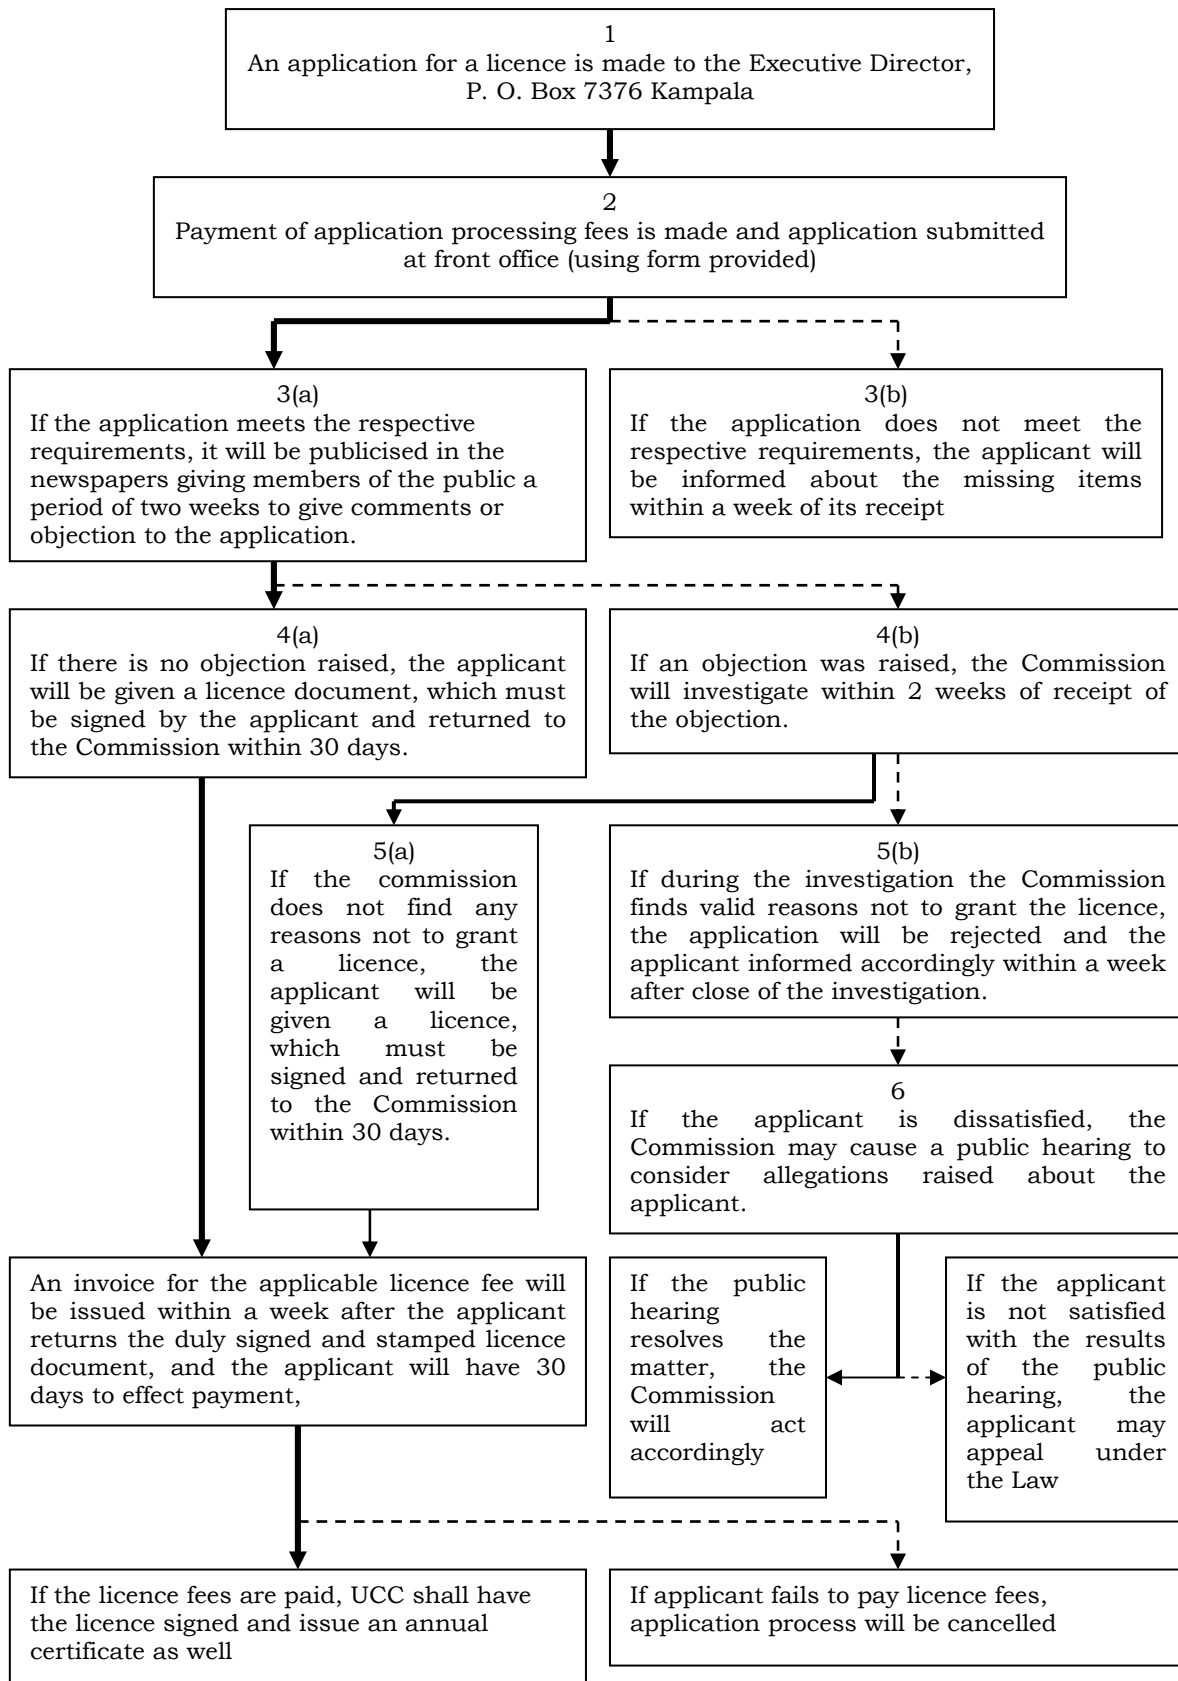 1
An application for a licence is made to the Executive Director,
P. O. Box 7376 Kampala
2
Payment of application processing fees is made and application submitted
at front office (using form provided)
3(a)
If the application meets the respective
requirements, it will be publicised in the
newspapers giving members of the public a
period of two weeks to give comments or
objection to the application.
3(b)
If the application does not meet the
respective requirements, the applicant will
be informed about the missing items
within a week of its receipt
4(a)
If there is no objection raised, the applicant
will be given a licence document, which must
be signed by the applicant and returned to
the Commission within 30 days.
4(b)
If an objection was raised, the Commission
will investigate within 2 weeks of receipt of
the objection.
5(a)
If the commission
does not find any
reasons not to grant
a licence, the
applicant will be
given a licence,
which must be
signed and returned
to the Commission
within 30 days.
5(b)
If during the investigation the Commission
finds valid reasons not to grant the licence,
the application will be rejected and the
applicant informed accordingly within a week
after close of the investigation.
6
If the applicant is dissatisfied, the
Commission may cause a public hearing to
consider allegations raised about the
applicant.
An invoice for the applicable licence fee will
be issued within a week after the applicant
returns the duly signed and stamped licence
document, and the applicant will have 30
days to effect payment,
If the public
hearing
resolves the
matter, the
Commission
will act
accordingly
If the applicant
is not satisfied
with the results
of the public
hearing, the
applicant may
appeal under
the Law
If the licence fees are paid, UCC shall have
the licence signed and issue an annual
certificate as well
If applicant fails to pay licence fees,
application process will be cancelled